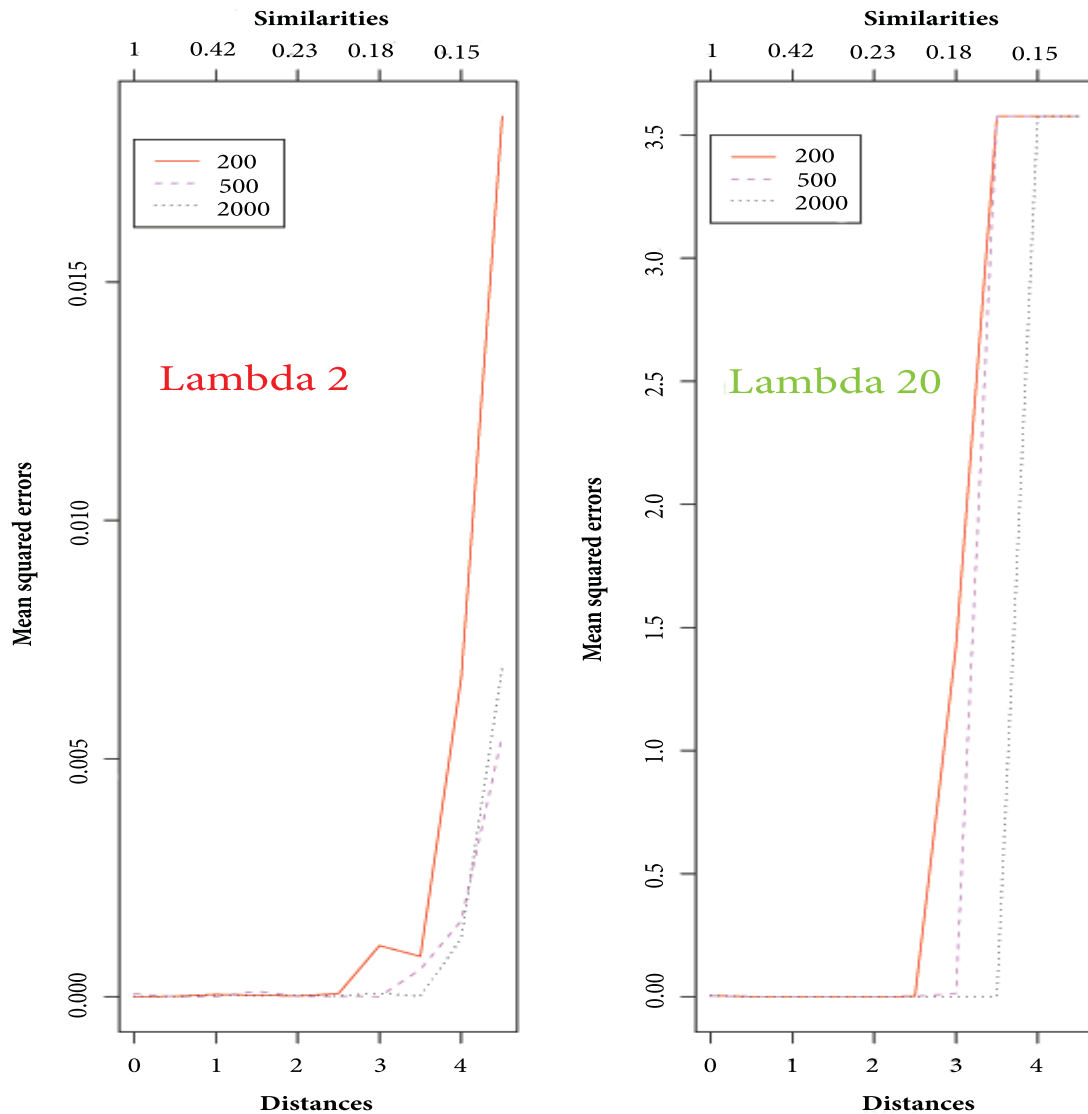 Similarities
1 0.42 0.23 0.18 0.15
200
500
2000
0.015
0.010
0.005
0.000
Lambda 2
Mean squared errors
0 1 2 3 4
Distances
Similarities
1 0.42 0.23 0.18 0.15
200
500
2000
3.5
3.0
2.5
2.0
1.5
1.0
0.5
0.00
Lambda 20
Mean squared errors
0 1 2 3 4
Distances